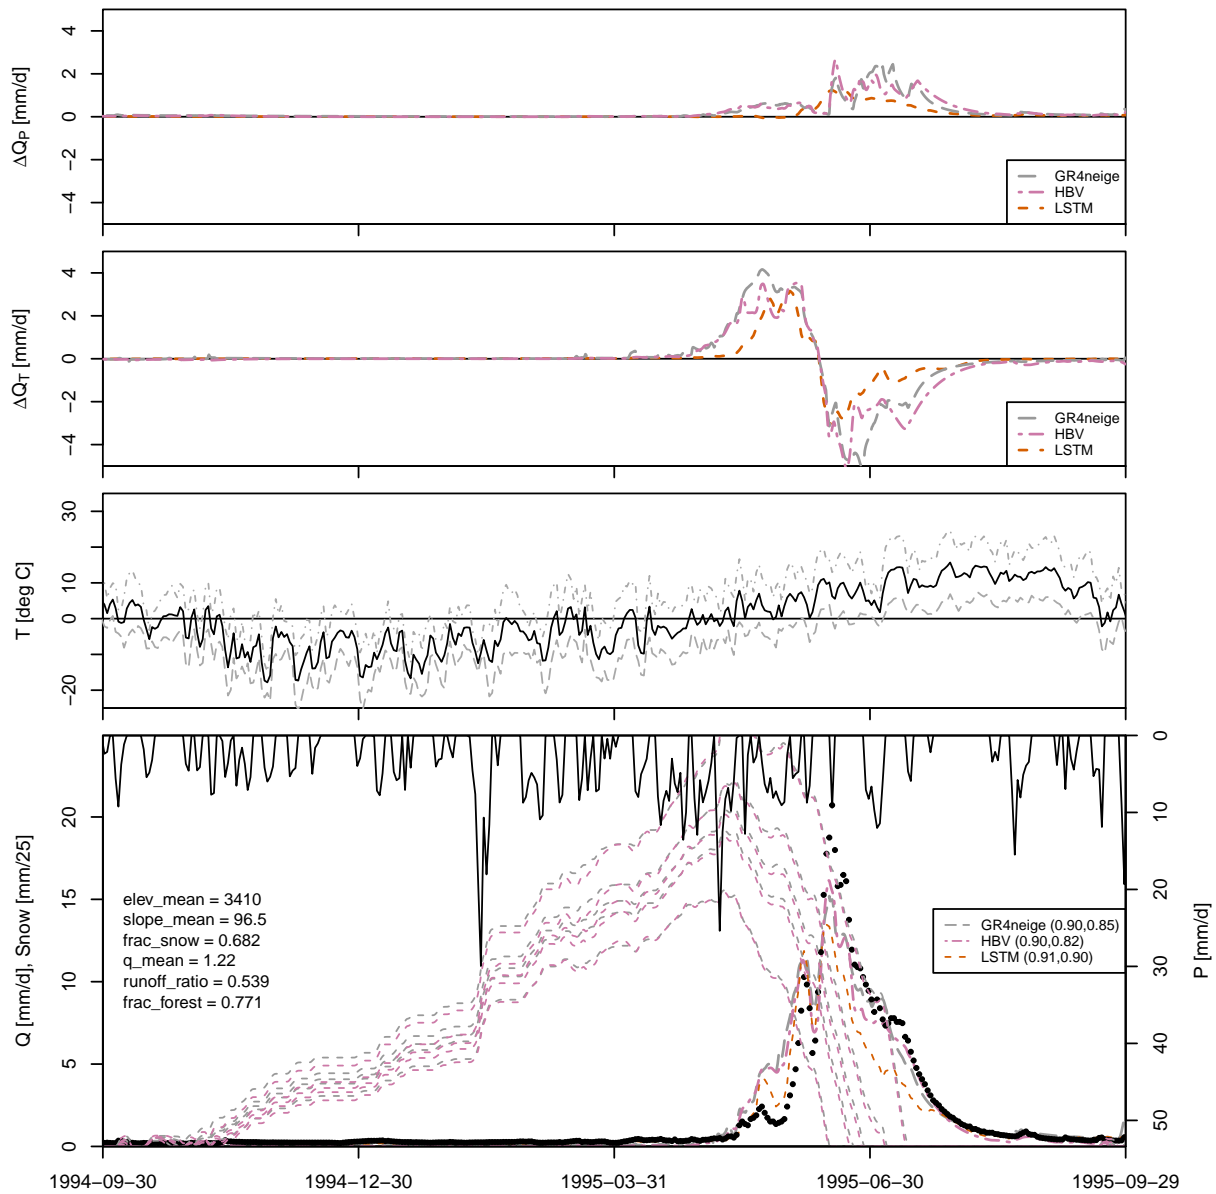 ΔQP [mm/d]
4
2
0
−2
−4
GR4neige
HBV
LSTM
ΔQT [mm/d]
4
2
0
−2
−4
GR4neige
HBV
LSTM
T [deg C]
30
10
0
−20
Q [mm/d], Snow [mm/25]
20
15
10
5
0
P [mm/d]
0
10
20
30
40
50
elev_mean = 3410
slope_mean = 96.5
frac_snow = 0.682
q_mean = 1.22
runoff_ratio = 0.539
frac_forest = 0.771
GR4neige (0.90,0.85)
HBV (0.90,0.82)
LSTM (0.91,0.90)
1994−09−30
1994−12−30
1995−03−31
1995−06−30
1995−09−29